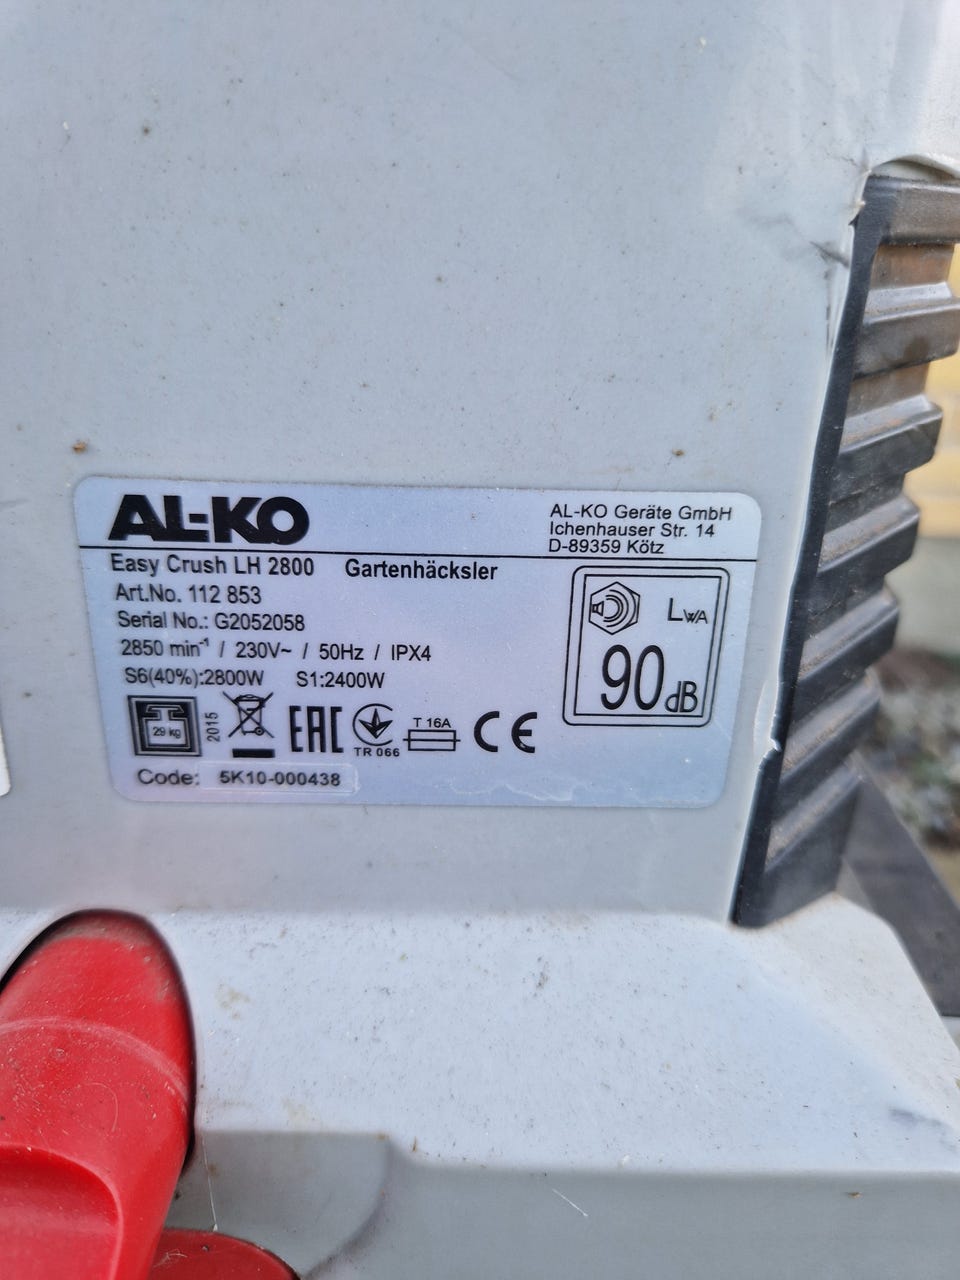 AL-KO
AL-KO Geräte GmbH
Ichenhauser Str. 14
D-89359 Kötz
Easy Crush LH 2800 Gartenhäcksler
Art.No. 112 853
Serial No.: G2052058
2850 min⁻¹ / 230V~ / 50Hz / IPX4
S6(40%):2800W S1:2400W
LWA
90 dB
29 kg
2015
EAC
TR 066
T 16A
CE
Code: 5K10-000438